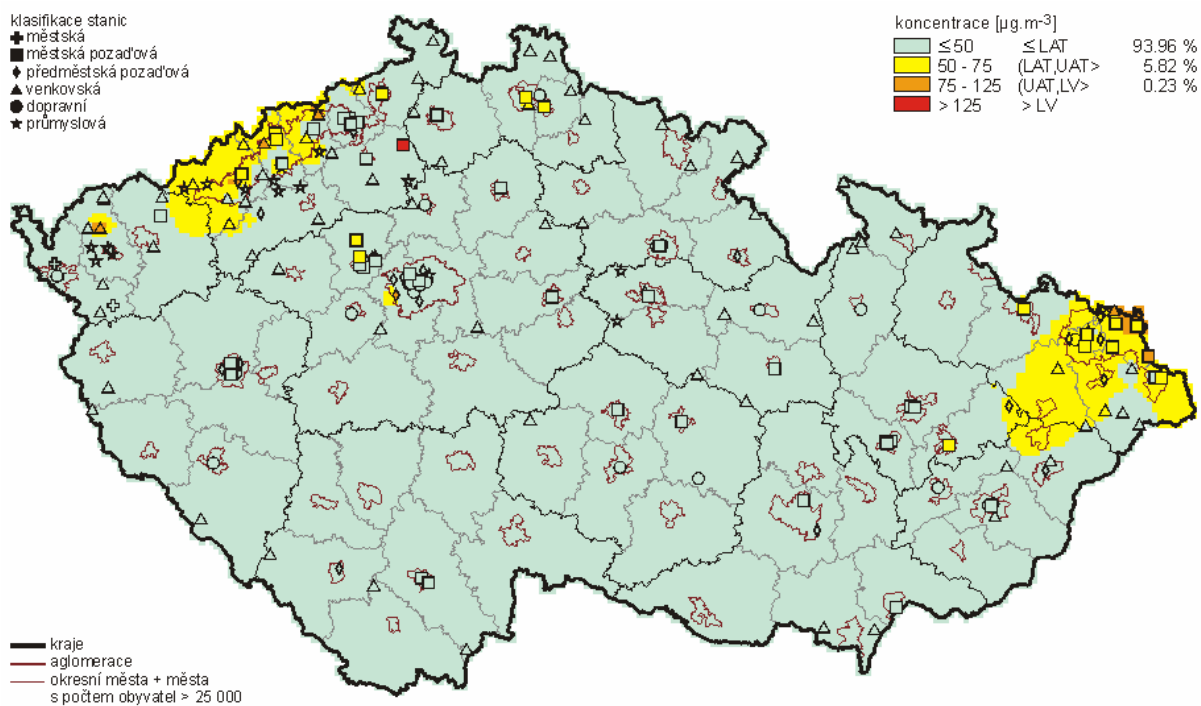 klasifikace stanic
městská
městská pozaďová
předměstská pozaďová
venkovská
dopravní
průmyslová
koncentrace [µg.m-³]
≤50 ≤LAT 93.96 %
50 - 75 (LAT,UAT> 5.82 %
75 - 125 (UAT,LV> 0.23 %
> 125 > LV
kraje
aglomerace
okresní města + města
s počtem obyvatel > 25 000